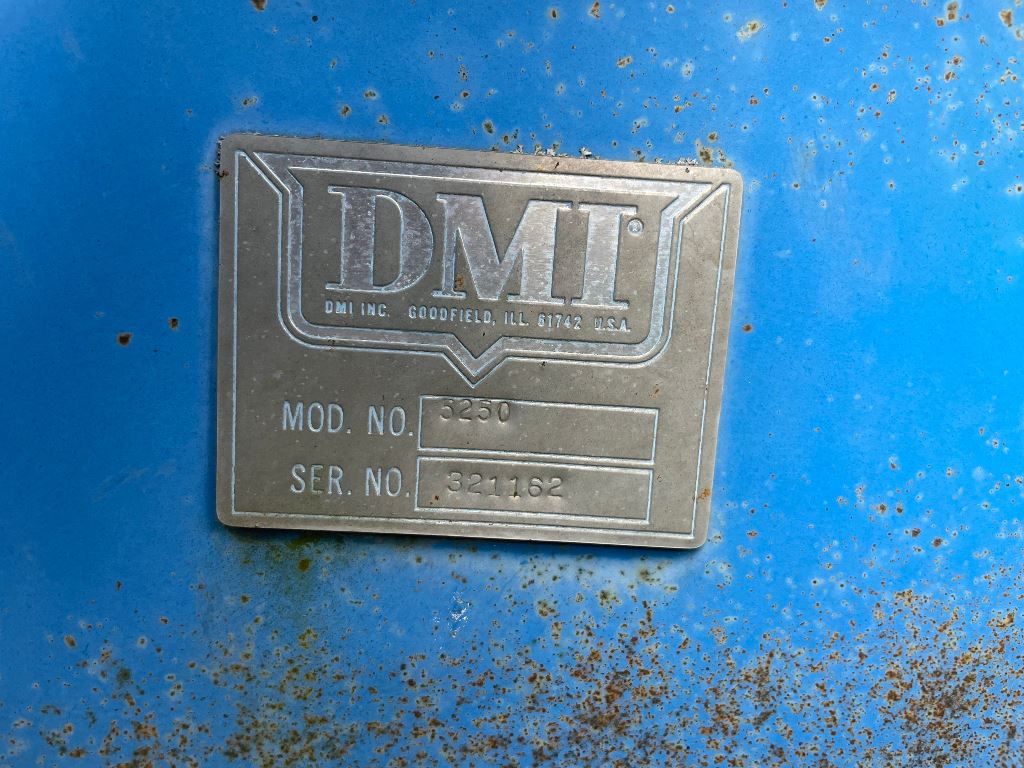 DMI®
DMI INC. GOODFIELD, ILL. 61742 U.S.A.
MOD. NO. 5250
SER. NO. 321162